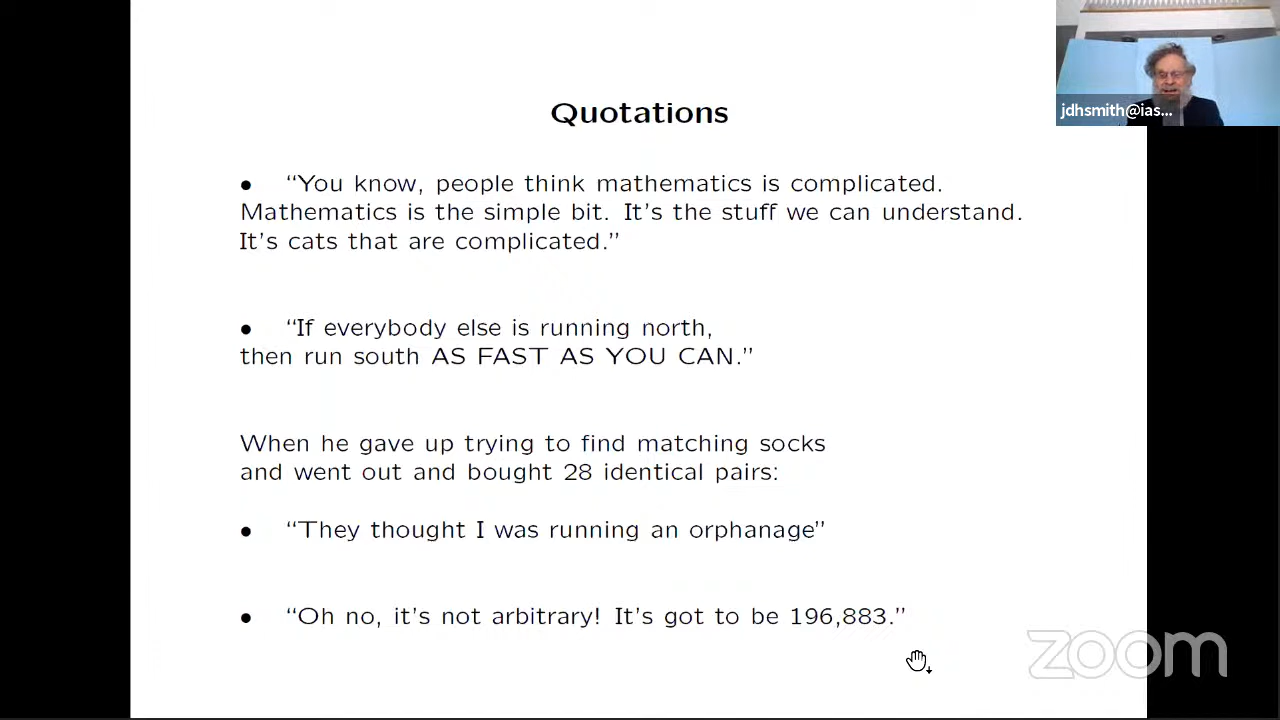 Quotations
• “You know, people think mathematics is complicated.
Mathematics is the simple bit. It’s the stuff we can understand.
It’s cats that are complicated.”
• “If everybody else is running north,
then run south AS FAST AS YOU CAN.”
When he gave up trying to find matching socks
and went out and bought 28 identical pairs:
• “They thought I was running an orphanage”
• “Oh no, it’s not arbitrary! It’s got to be 196,883.”
jdhsmith@ias...
zoom